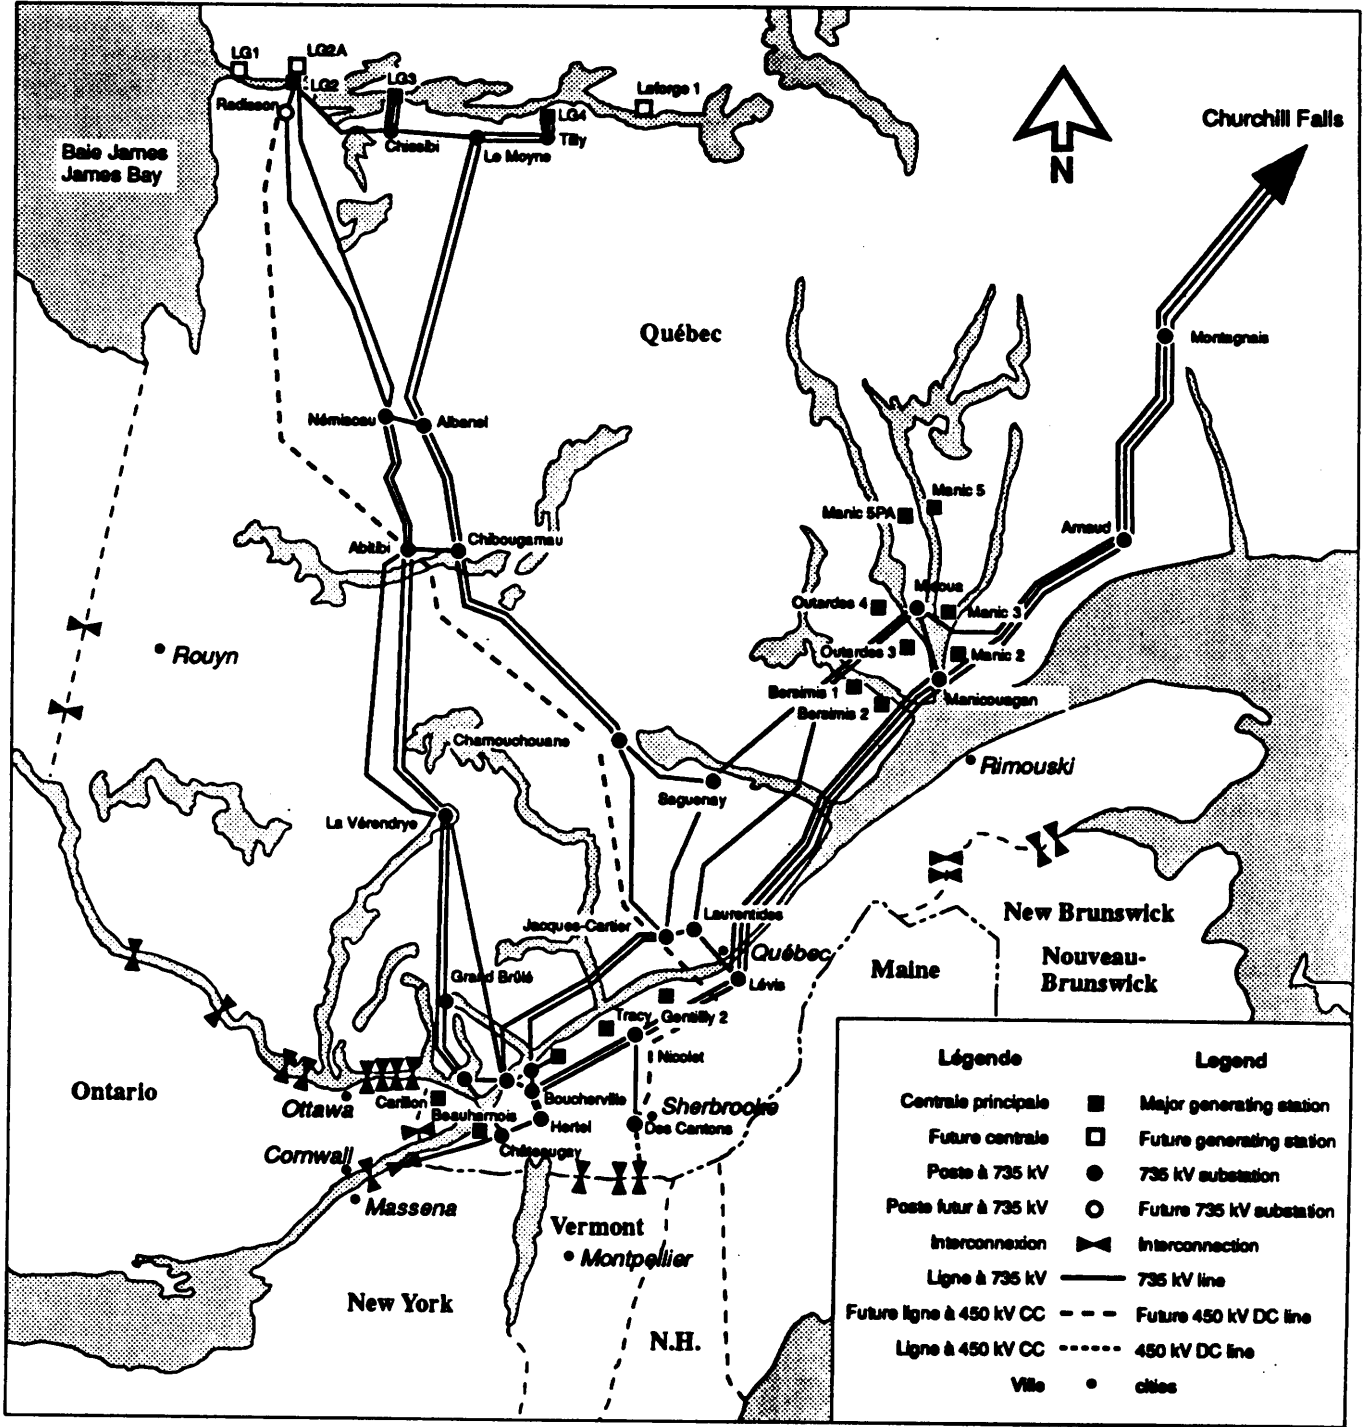 LG1
LG2A
LG2
LG3
Laforge 1
Radisson
LG4
Chissibi
Tilly
Le Moyne
Churchill Falls
Baie James
James Bay
N
Québec
Montagnais
Némiscau
Albanel
Manic 5
Manic 5PA
Arnaud
Abitibi
Chibougamau
Micoua
Outardes 4
Manic 3
Rouyn
Outardes 3
Manic 2
Bersimis 1
Manicouagan
Bersimis 2
Chamouchouane
Rimouski
Saguenay
La Vérendrye
Laurentides
Jacques-Cartier
New Brunswick
Québec
Maine
Nouveau-
Brunswick
Grand Brûlé
Lévis
Tracy
Gentilly 2
Nicolet
Ontario
Ottawa
Carillon
Boucherville
Sherbrooke
Beauharnois
Hertel
Des Cantons
Cornwall
Châteaugay
Massena
Vermont
Montpellier
New York
N.H.
Légende Legend
Centrale principale Major generating station
Future centrale Future generating station
Poste à 735 kV 735 kV substation
Poste futur à 735 kV Future 735 kV substation
Interconnexion Interconnection
Ligne à 735 kV 735 kV line
Future ligne à 450 kV CC Future 450 kV DC line
Ligne à 450 kV CC 450 kV DC line
Ville cities